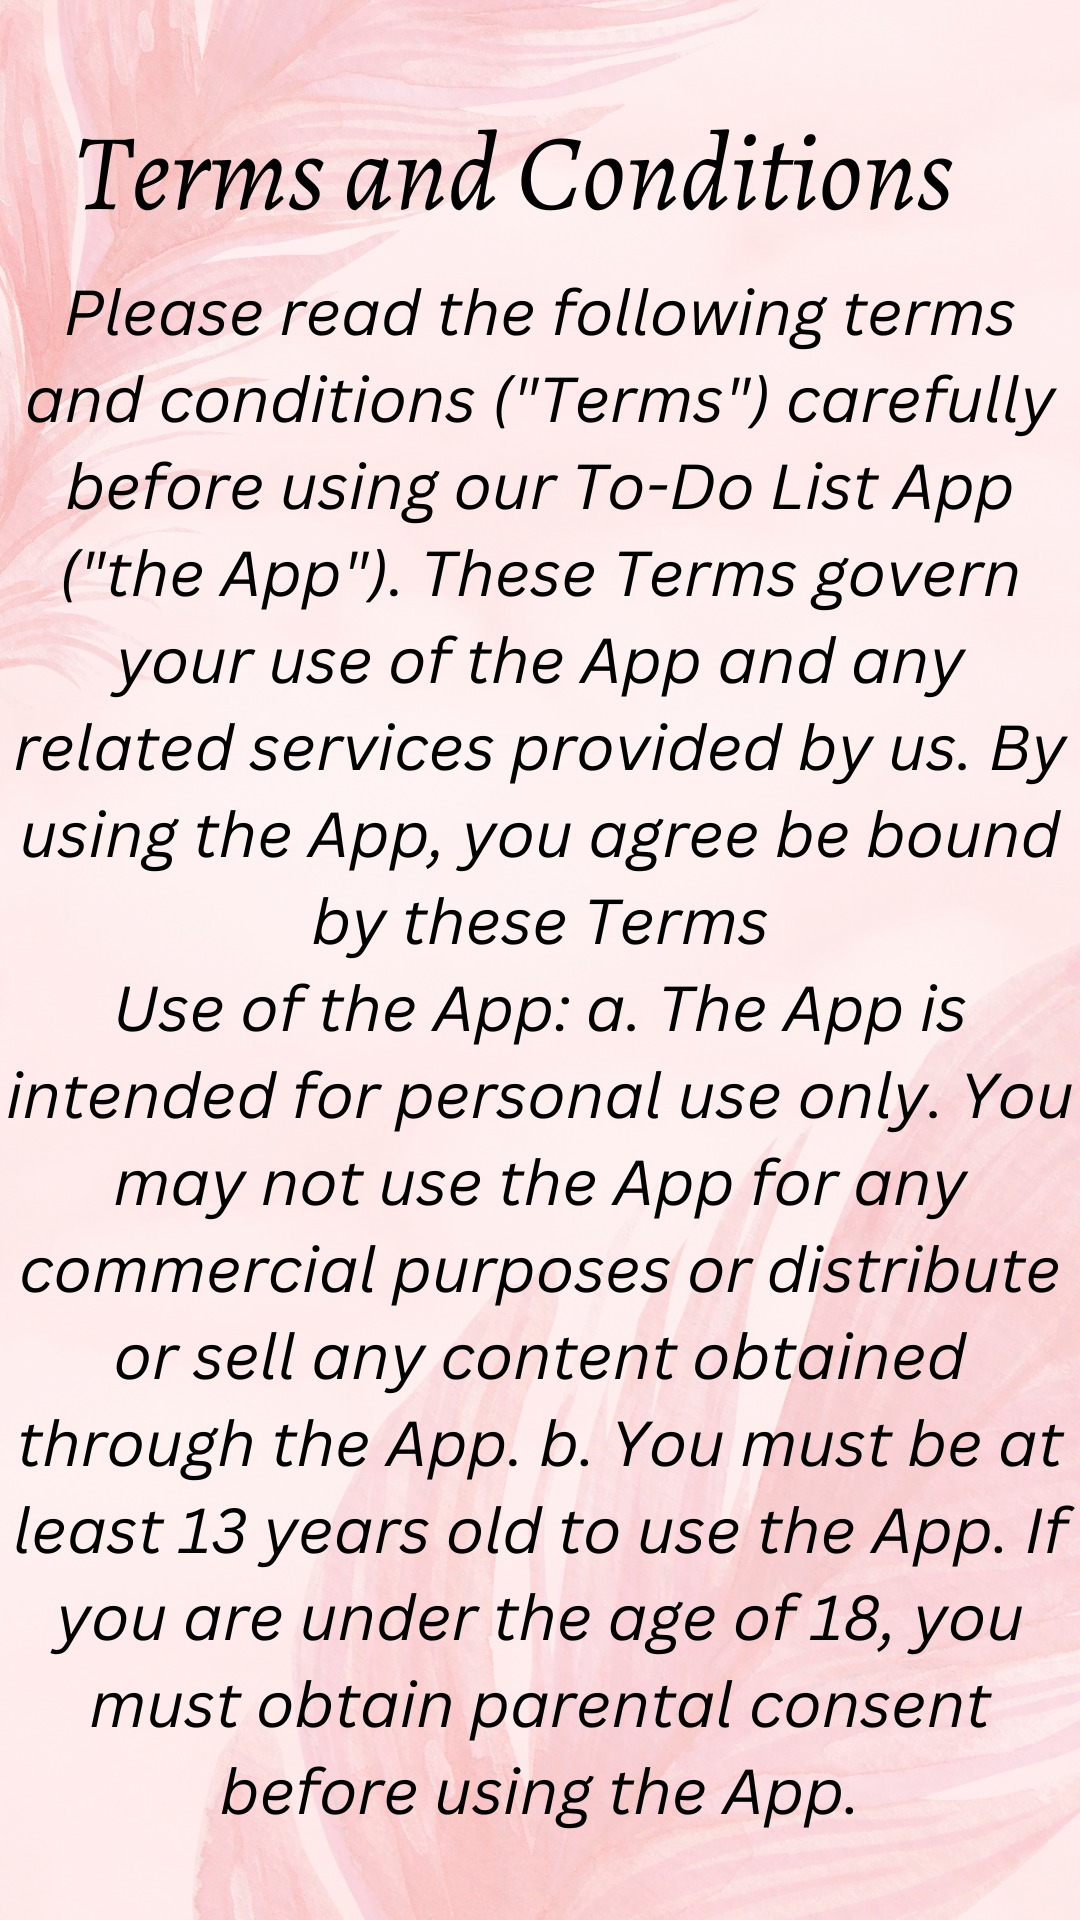 Terms and Conditions
Please read the following terms
and conditions ("Terms") carefully
before using our To-Do List App
("the App"). These Terms govern
your use of the App and any
related services provided by us. By
using the App, you agree be bound
by these Terms
Use of the App: a. The App is
intended for personal use only. You
may not use the App for any
commercial purposes or distribute
or sell any content obtained
through the App. b. You must be at
least 13 years old to use the App. If
you are under the age of 18, you
must obtain parental consent
before using the App.